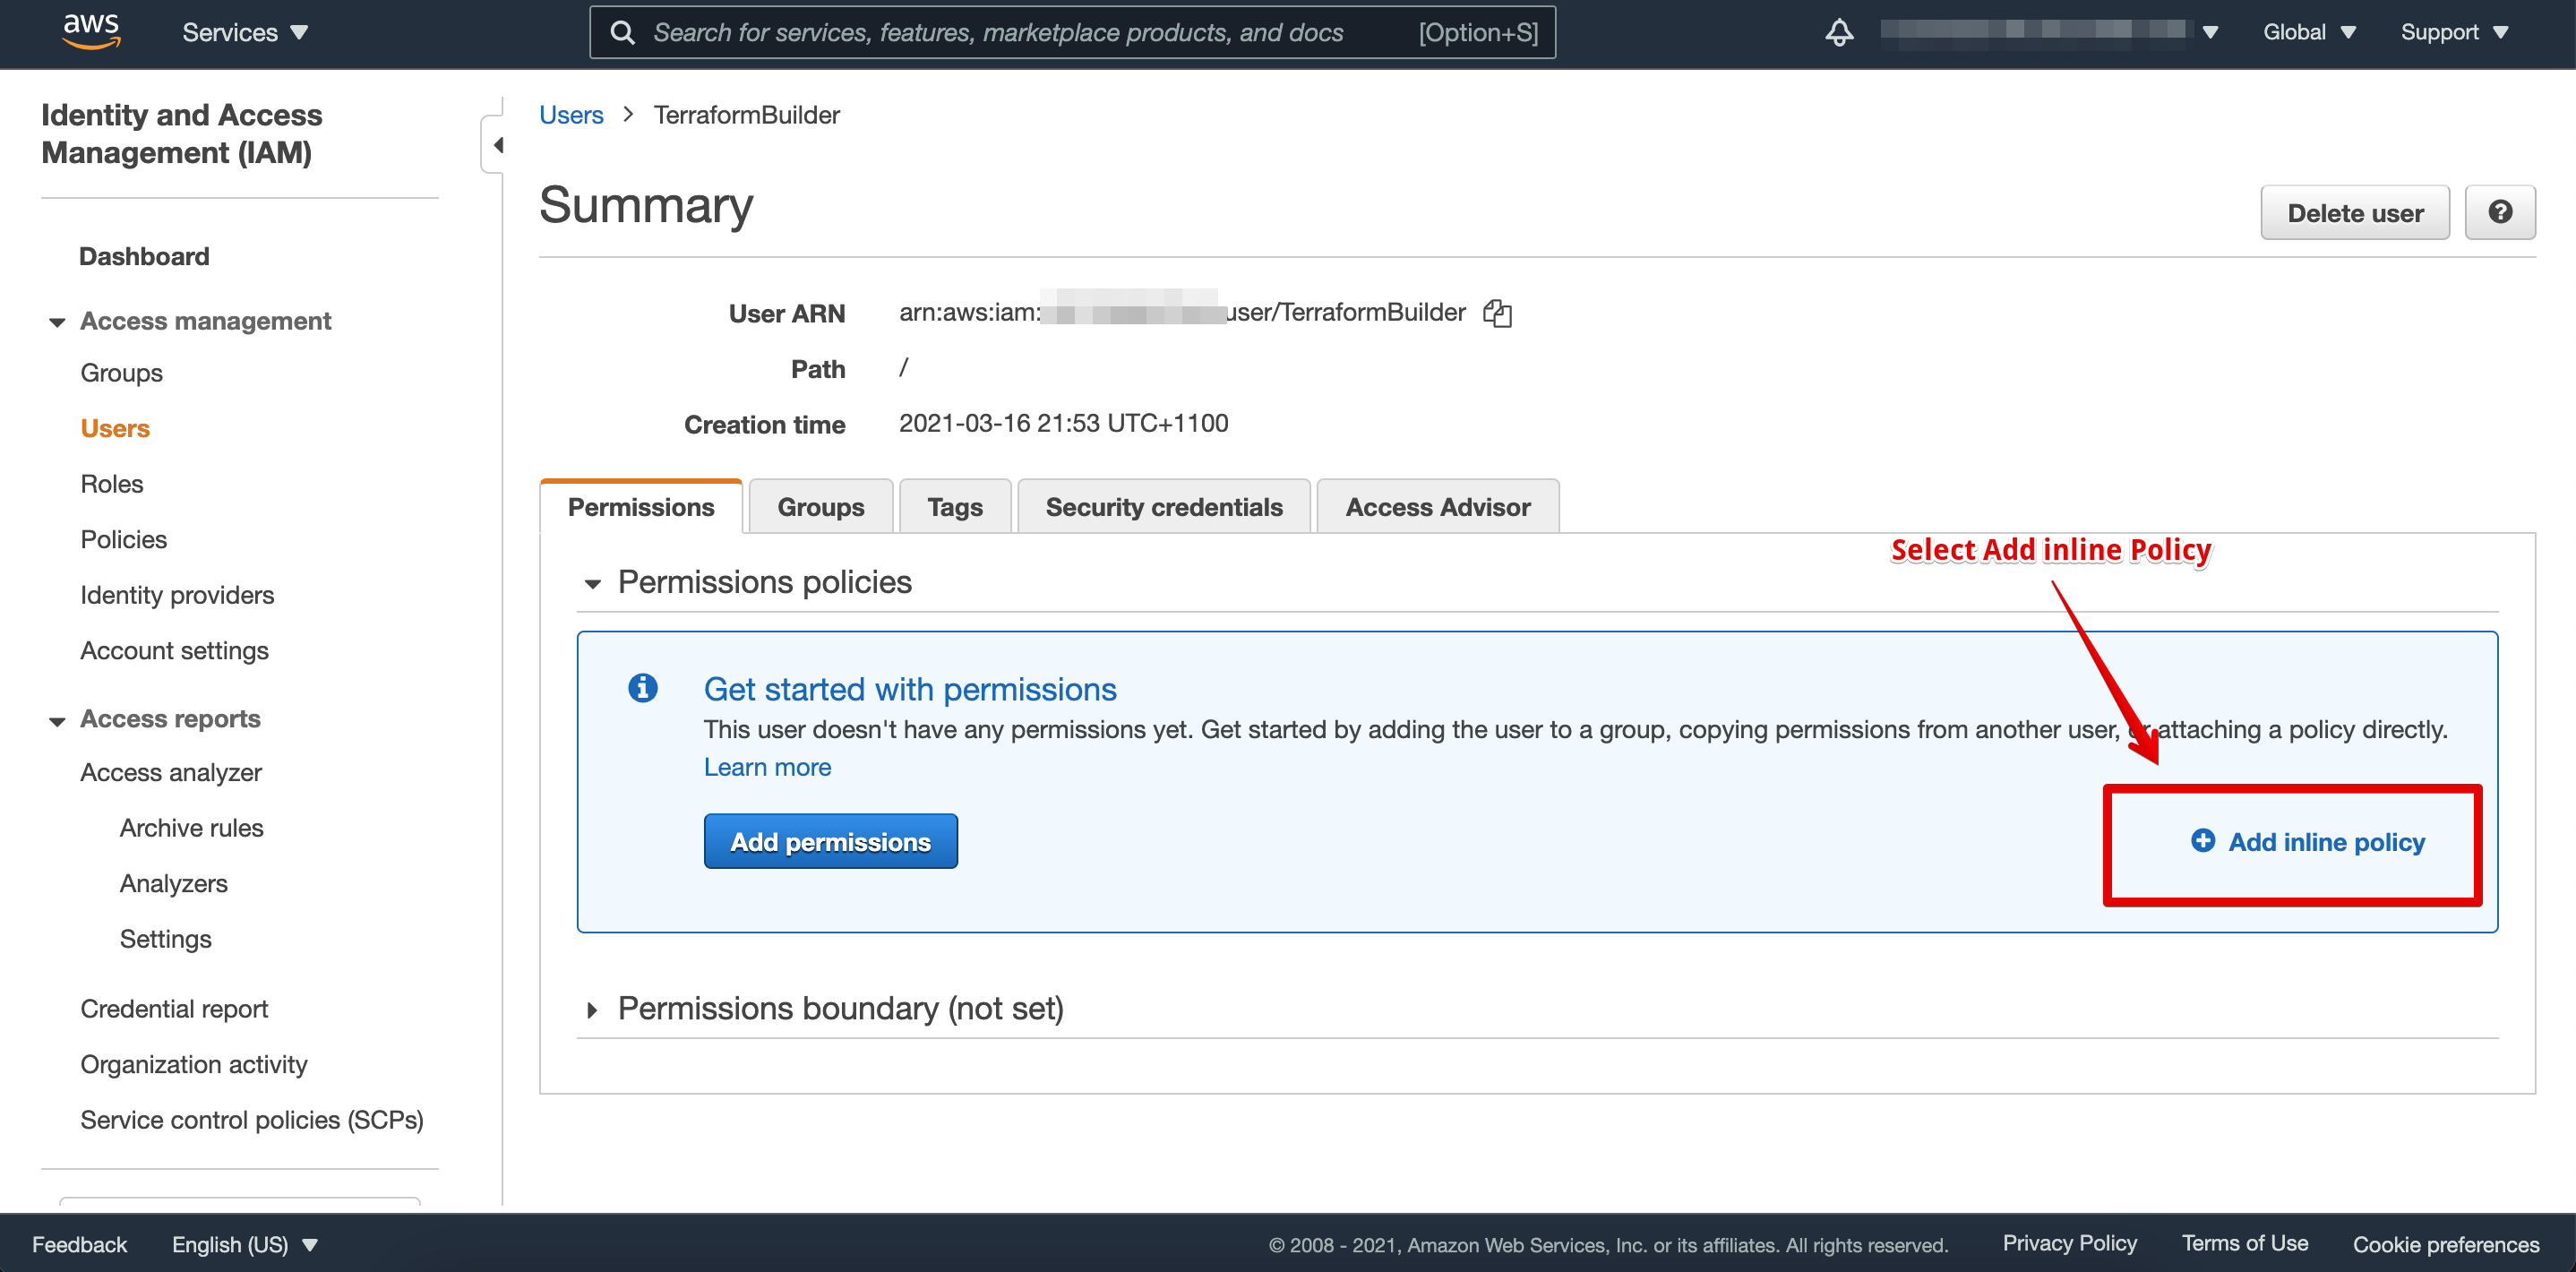 aws
Services
Search for services, features, marketplace products, and docs [Option+S]
Global
Support
Identity and Access
Management (IAM)
Dashboard
Access management
Groups
Users
Roles
Policies
Identity providers
Account settings
Access reports
Access analyzer
Archive rules
Analyzers
Settings
Credential report
Organization activity
Service control policies (SCPs)
Users > TerraformBuilder
Summary
Delete user
User ARN arn:aws:iam: user/TerraformBuilder
Path /
Creation time 2021-03-16 21:53 UTC+1100
Permissions Groups Tags Security credentials Access Advisor
Select Add inline Policy
Permissions policies
Get started with permissions
This user doesn't have any permissions yet. Get started by adding the user to a group, copying permissions from another user, or attaching a policy directly.
Learn more
Add permissions
Add inline policy
Permissions boundary (not set)
Feedback English (US) © 2008 - 2021, Amazon Web Services, Inc. or its affiliates. All rights reserved. Privacy Policy Terms of Use Cookie preferences